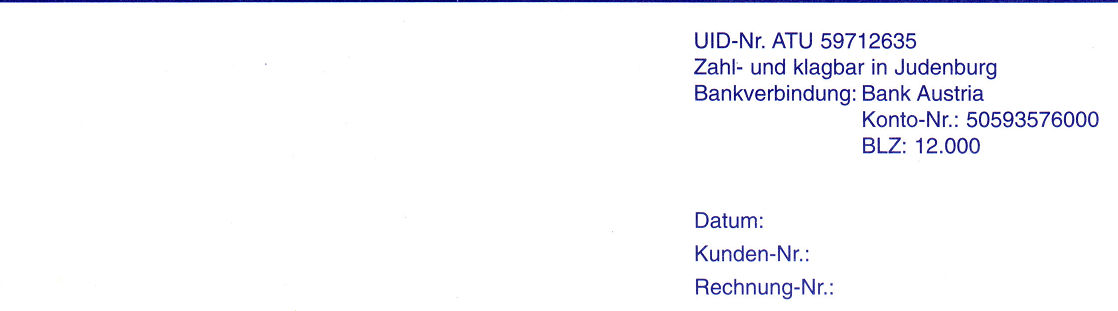 UID-Nr. ATU 59712635
Zahl- und klagbar in Judenburg
Bankverbindung: Bank Austria
Konto-Nr.: 50593576000
BLZ: 12.000
Datum:
Kunden-Nr.:
Rechnung-Nr.: